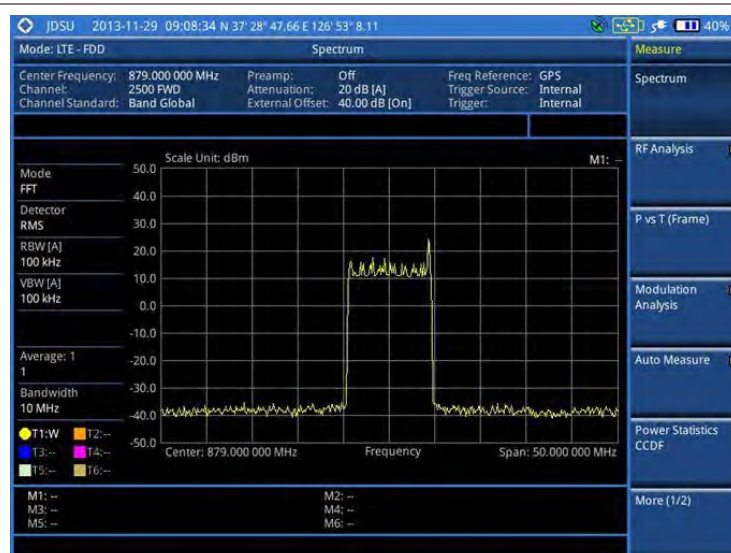 JDSU 2013-11-29 09:08:34 N 37' 28" 47.66 E 126' 53" 8.11 40%
Mode: LTE - FDD Spectrum Measure
Center Frequency: 879.000 000 MHz Preamp: Off Freq Reference: GPS
Channel: 2500 FWD Attenuation: 20 dB [A] Trigger Source: Internal
Channel Standard: Band Global External Offset: 40.00 dB [On] Trigger: Internal
Spectrum
RF Analysis
P vs T (Frame)
Modulation
Analysis
Auto Measure
Power Statistics
CCDF
More (1/2)
Mode
FFT
Detector
RMS
RBW [A]
100 kHz
VBW [A]
100 kHz
Average: 1
1
Bandwidth
10 MHz
T1:W T2:--
T3:-- T4:--
T5:-- T6:--
Scale Unit: dBm M1: --
50.0
40.0
30.0
20.0
10.0
0.0
-10.0
-20.0
-30.0
-40.0
-50.0
Center: 879.000 000 MHz Frequency Span: 50.000 000 MHz
M1: -- M2: --
M3: -- M4: --
M5: -- M6: --